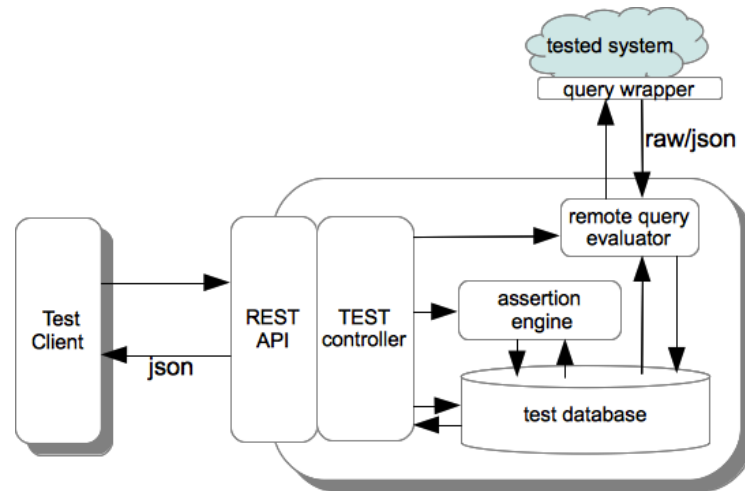 tested system
query wrapper
raw/json
remote query
evaluator
Test
Client
json
REST
API
TEST
controller
assertion
engine
test database